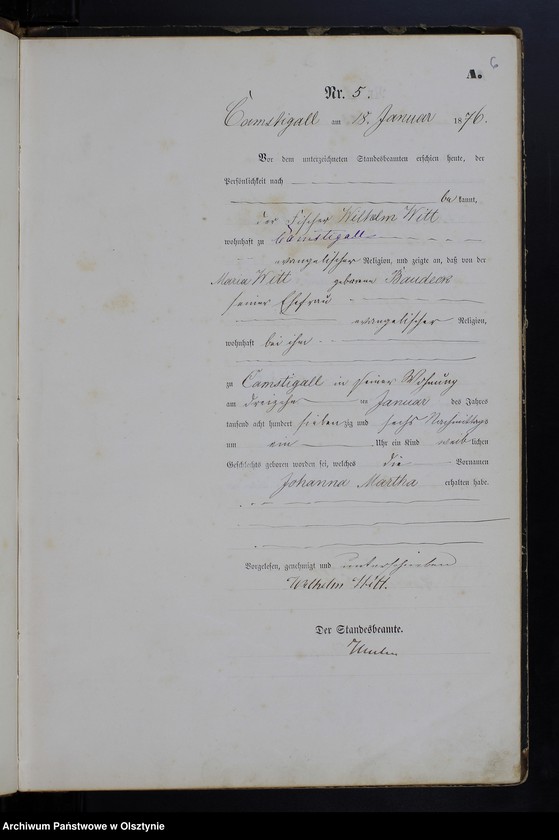 A. 6
Nr. 5.
Camstigall am 18. Januar 1876.
Vor dem unterzeichneten Standesbeamten erschien heute, der
Persönlichkeit nach
bekannt,
der Fischer Wilhelm Witt
wohnhaft zu Camstigall
evangelischer Religion, und zeigte an, daß von der
Maria Witt geborene
seiner Ehefrau
evangelischer Religion,
wohnhaft bei ihm
zu Camstigall in seiner Wohnung
am dreizehn im Januar des Jahres
tausend acht hundert siebenzig und sechs Nachmittags
um ein Uhr ein Kind weiblichen
Geschlechts geboren worden sei, welches die Vornamen
Johanna Martha erhalten habe.
Vorgelesen, genehmigt und unterschrieben
Wilhelm Witt.
Der Standesbeamte.
Archiwum Państwowe w Olsztynie